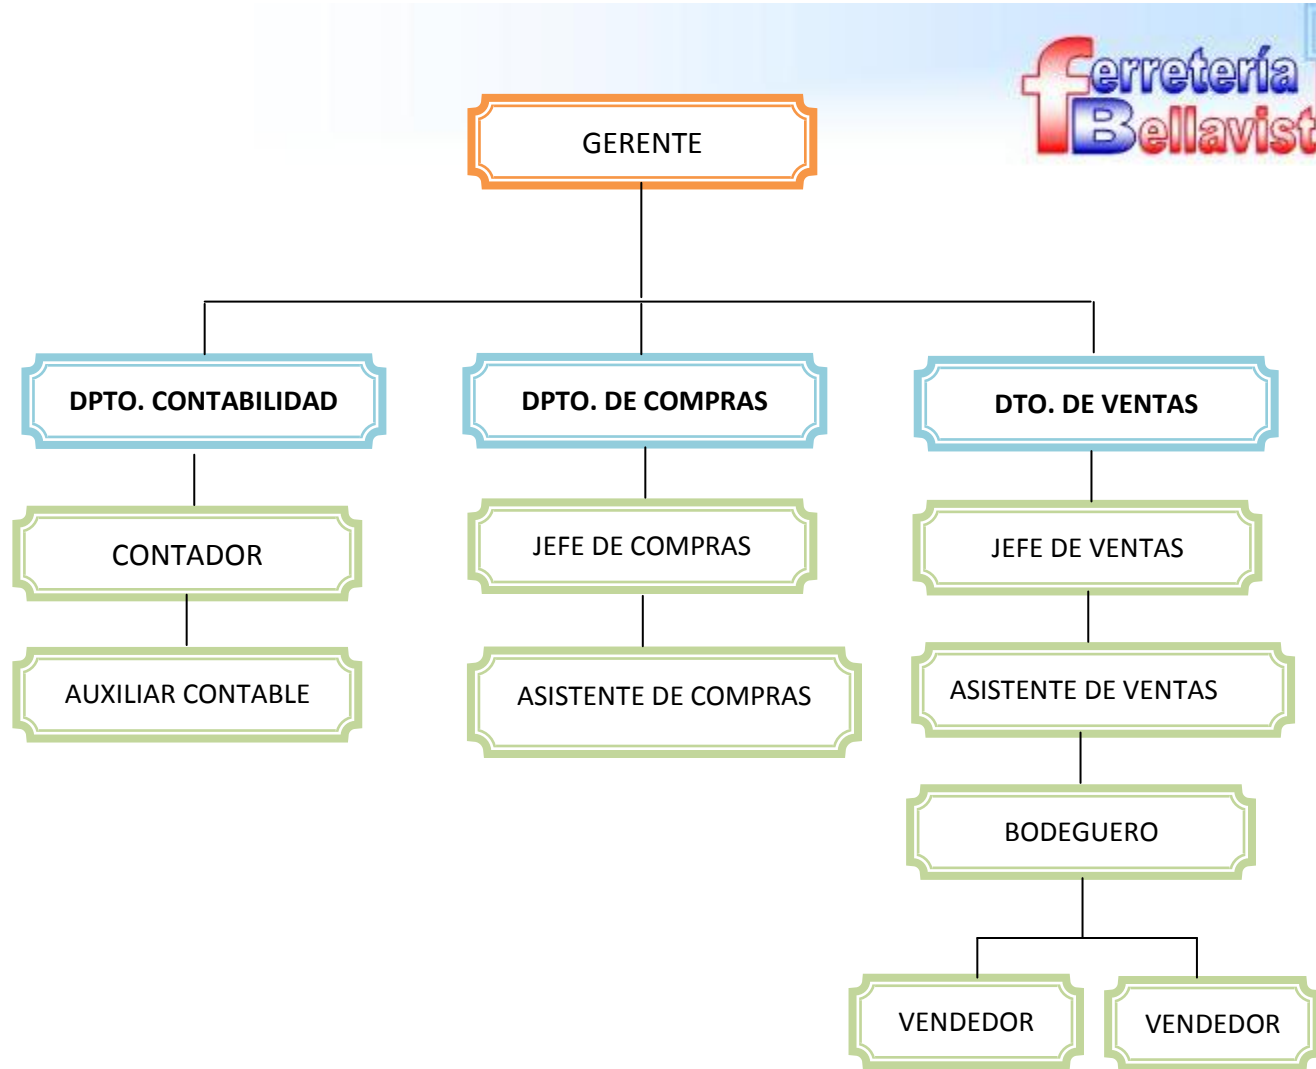 Ferretería
Bellavist
GERENTE
DPTO. CONTABILIDAD
DPTO. DE COMPRAS
DTO. DE VENTAS
CONTADOR
JEFE DE COMPRAS
JEFE DE VENTAS
AUXILIAR CONTABLE
ASISTENTE DE COMPRAS
ASISTENTE DE VENTAS
BODEGUERO
VENDEDOR
VENDEDOR